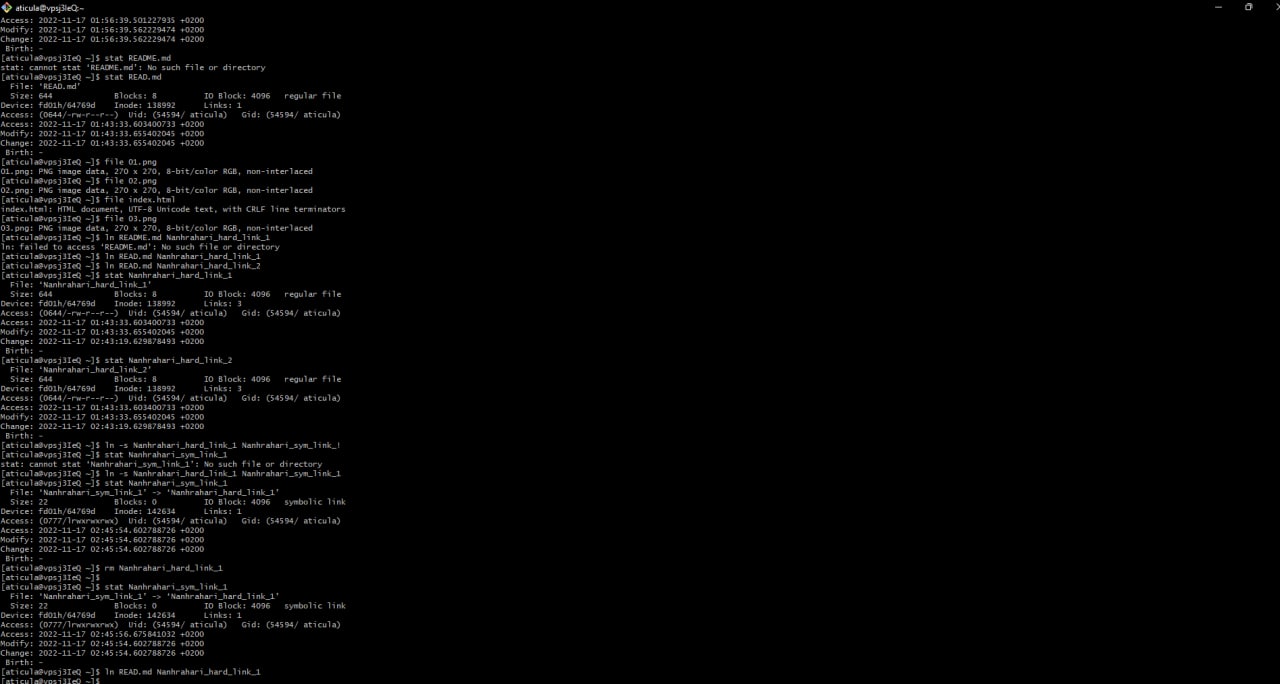 aticula@vpsj3IeQ:~
Access: 2022-11-17 01:56:39.501227935 +0200
Modify: 2022-11-17 01:56:39.562229474 +0200
Change: 2022-11-17 01:56:39.562229474 +0200
 Birth: -
[aticula@vpsj3IeQ ~]$ stat README.md
stat: cannot stat ‘README.md’: No such file or directory
[aticula@vpsj3IeQ ~]$ stat READ.md
  File: ‘READ.md’
  Size: 644             Blocks: 8          IO Block: 4096   regular file
Device: fd01h/64769d    Inode: 138992      Links: 1
Access: (0644/-rw-r--r--)  Uid: (54594/ aticula)   Gid: (54594/ aticula)
Access: 2022-11-17 01:43:33.603400733 +0200
Modify: 2022-11-17 01:43:33.655402045 +0200
Change: 2022-11-17 01:43:33.655402045 +0200
 Birth: -
[aticula@vpsj3IeQ ~]$ file 01.png
01.png: PNG image data, 270 x 270, 8-bit/color RGB, non-interlaced
[aticula@vpsj3IeQ ~]$ file 02.png
02.png: PNG image data, 270 x 270, 8-bit/color RGB, non-interlaced
[aticula@vpsj3IeQ ~]$ file index.html
index.html: HTML document, UTF-8 Unicode text, with CRLF line terminators
[aticula@vpsj3IeQ ~]$ file 03.png
03.png: PNG image data, 270 x 270, 8-bit/color RGB, non-interlaced
[aticula@vpsj3IeQ ~]$ ln README.md Nanhrahari_hard_link_1
ln: failed to access ‘README.md’: No such file or directory
[aticula@vpsj3IeQ ~]$ ln READ.md Nanhrahari_hard_link_1
[aticula@vpsj3IeQ ~]$ ln READ.md Nanhrahari_hard_link_2
[aticula@vpsj3IeQ ~]$ stat Nanhrahari_hard_link_1
  File: ‘Nanhrahari_hard_link_1’
  Size: 644             Blocks: 8          IO Block: 4096   regular file
Device: fd01h/64769d    Inode: 138992      Links: 3
Access: (0644/-rw-r--r--)  Uid: (54594/ aticula)   Gid: (54594/ aticula)
Access: 2022-11-17 01:43:33.603400733 +0200
Modify: 2022-11-17 01:43:33.655402045 +0200
Change: 2022-11-17 02:43:19.629878493 +0200
 Birth: -
[aticula@vpsj3IeQ ~]$ stat Nanhrahari_hard_link_2
  File: ‘Nanhrahari_hard_link_2’
  Size: 644             Blocks: 8          IO Block: 4096   regular file
Device: fd01h/64769d    Inode: 138992      Links: 3
Access: (0644/-rw-r--r--)  Uid: (54594/ aticula)   Gid: (54594/ aticula)
Access: 2022-11-17 01:43:33.603400733 +0200
Modify: 2022-11-17 01:43:33.655402045 +0200
Change: 2022-11-17 02:43:19.629878493 +0200
 Birth: -
[aticula@vpsj3IeQ ~]$ ln -s Nanhrahari_hard_link_1 Nanhrahari_sym_link_!
[aticula@vpsj3IeQ ~]$ stat Nanhrahari_sym_link_1
stat: cannot stat ‘Nanhrahari_sym_link_1’: No such file or directory
[aticula@vpsj3IeQ ~]$ ln -s Nanhrahari_hard_link_1 Nanhrahari_sym_link_1
[aticula@vpsj3IeQ ~]$ stat Nanhrahari_sym_link_1
  File: ‘Nanhrahari_sym_link_1’ -> ‘Nanhrahari_hard_link_1’
  Size: 22              Blocks: 0          IO Block: 4096   symbolic link
Device: fd01h/64769d    Inode: 142634      Links: 1
Access: (0777/lrwxrwxrwx)  Uid: (54594/ aticula)   Gid: (54594/ aticula)
Access: 2022-11-17 02:45:54.602788726 +0200
Modify: 2022-11-17 02:45:54.602788726 +0200
Change: 2022-11-17 02:45:54.602788726 +0200
 Birth: -
[aticula@vpsj3IeQ ~]$ rm Nanhrahari_hard_link_1
[aticula@vpsj3IeQ ~]$
[aticula@vpsj3IeQ ~]$ stat Nanhrahari_sym_link_1
  File: ‘Nanhrahari_sym_link_1’ -> ‘Nanhrahari_hard_link_1’
  Size: 22              Blocks: 0          IO Block: 4096   symbolic link
Device: fd01h/64769d    Inode: 142634      Links: 1
Access: (0777/lrwxrwxrwx)  Uid: (54594/ aticula)   Gid: (54594/ aticula)
Access: 2022-11-17 02:45:56.675841032 +0200
Modify: 2022-11-17 02:45:54.602788726 +0200
Change: 2022-11-17 02:45:54.602788726 +0200
 Birth: -
[aticula@vpsj3IeQ ~]$ ln READ.md Nanhrahari_hard_link_1
[aticula@vpsj3IeQ ~]$